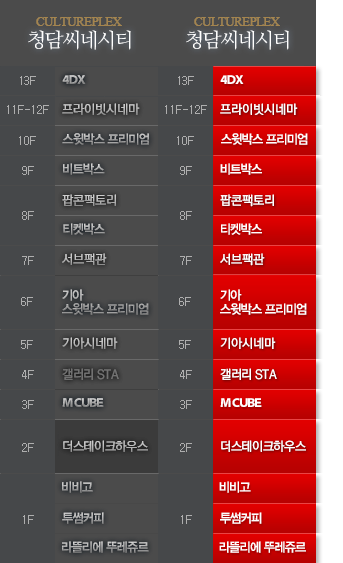 CULTUREPLEX
청담씨네시티
13F 4DX
11F-12F 프라이빗시네마
10F 스윗박스 프리미엄
9F 비트박스
8F 팝콘팩토리
티켓박스
7F 서브팩관
6F 기아
스윗박스 프리미엄
5F 기아시네마
4F 갤러리 STA
3F M CUBE
2F 더스테이크하우스
비비고
1F 투썸커피
라뜰리에 뚜레쥬르
CULTUREPLEX
청담씨네시티
13F 4DX
11F-12F 프라이빗시네마
10F 스윗박스 프리미엄
9F 비트박스
8F 팝콘팩토리
티켓박스
7F 서브팩관
6F 기아
스윗박스 프리미엄
5F 기아시네마
4F 갤러리 STA
3F M CUBE
2F 더스테이크하우스
비비고
1F 투썸커피
라뜰리에 뚜레쥬르